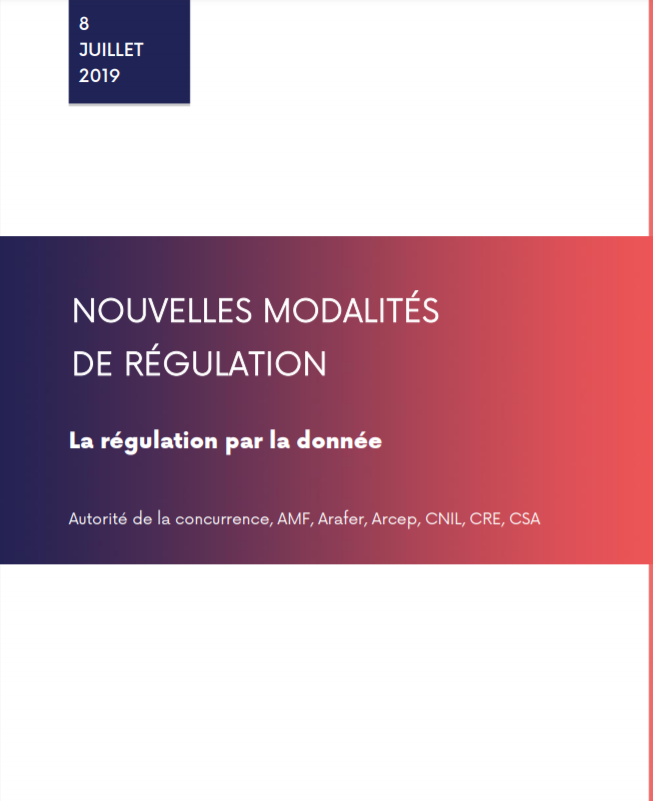 8
JUILLET
2019
NOUVELLES MODALITÉS
DE RÉGULATION
La régulation par la donnée
Autorité de la concurrence, AMF, Arafer, Arcep, CNIL, CRE, CSA